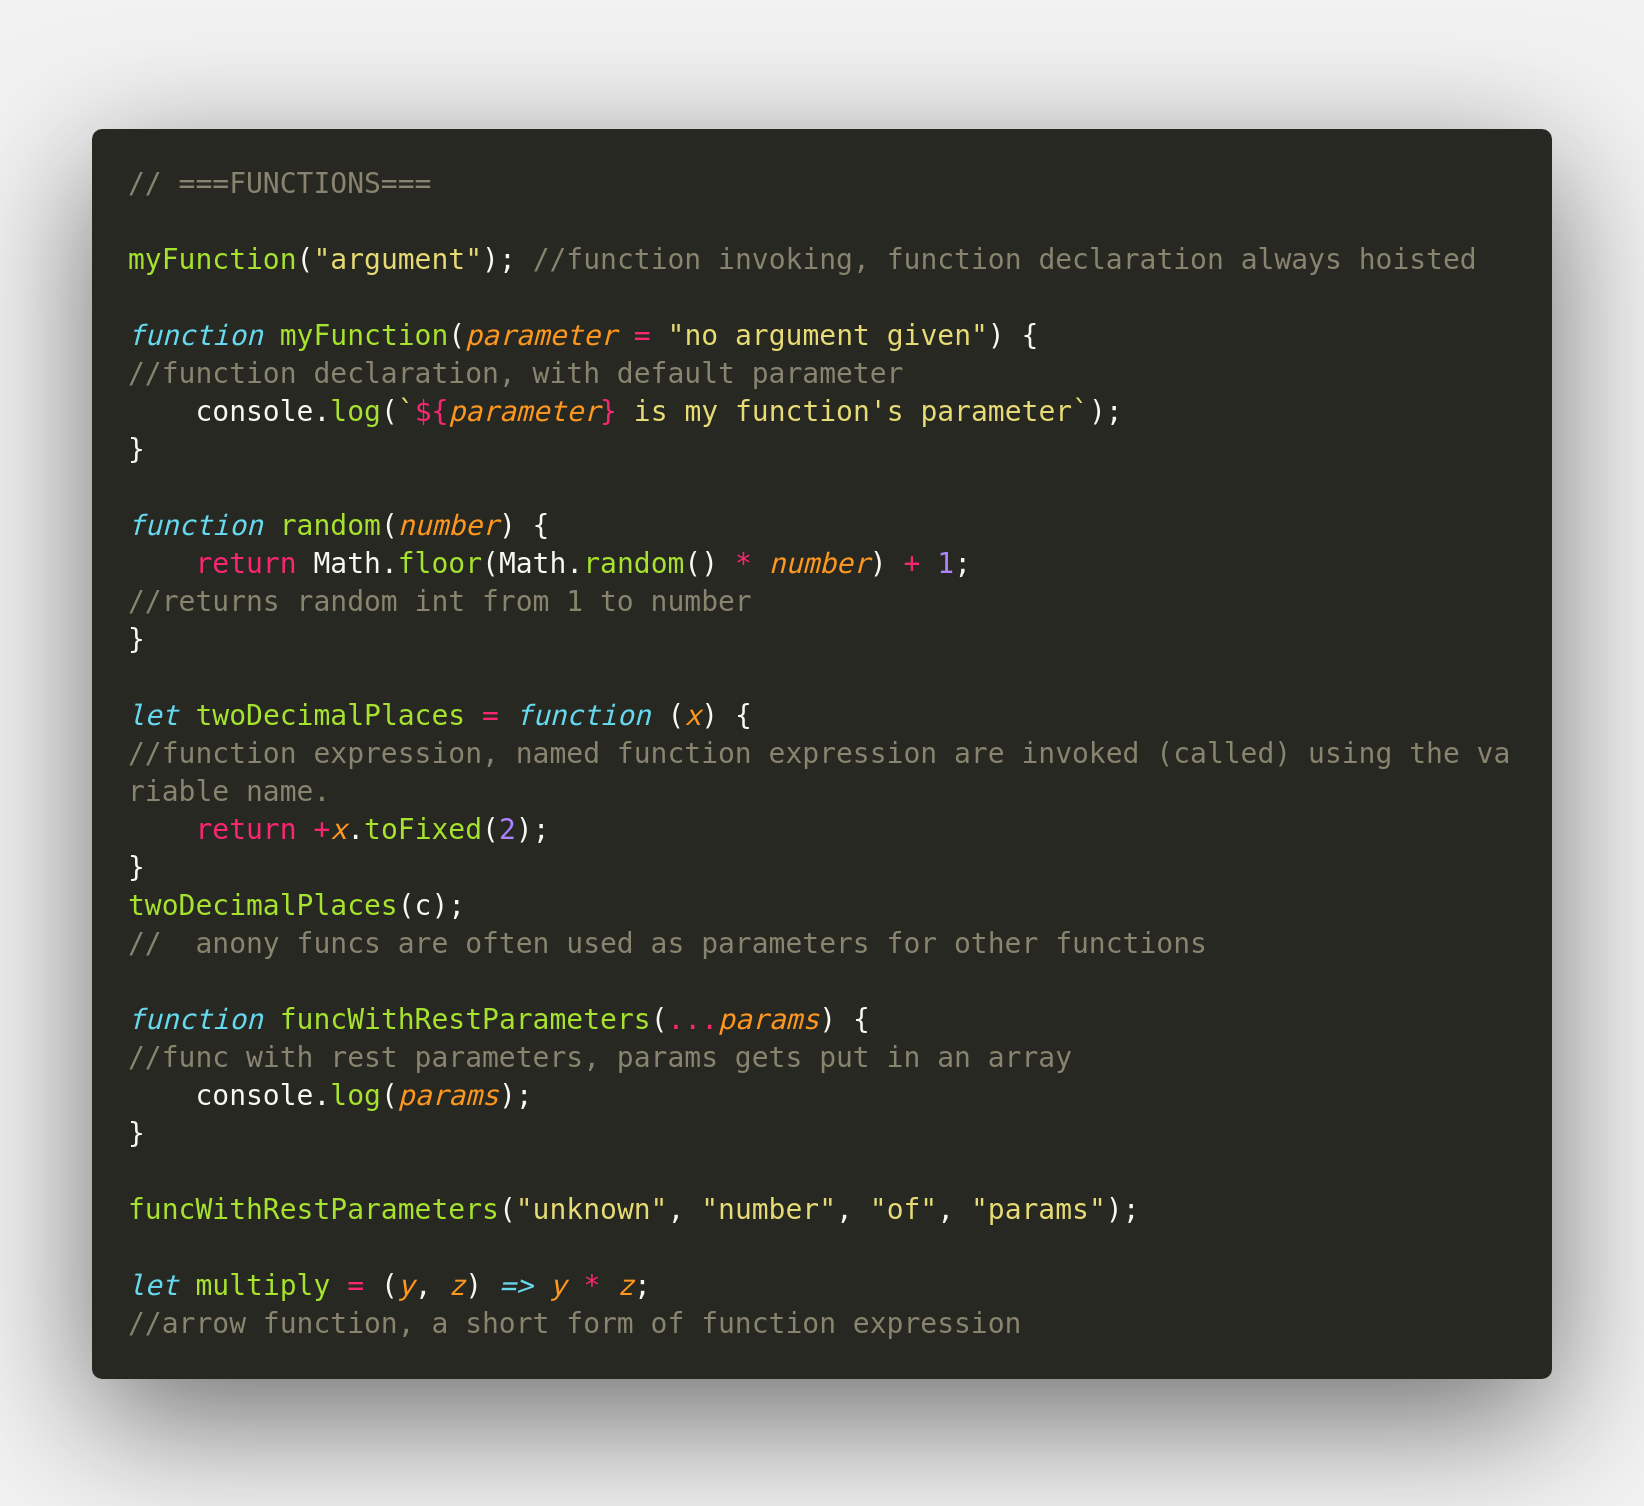 // ===FUNCTIONS===
myFunction("argument"); //function invoking, function declaration always hoisted
function myFunction(parameter = "no argument given") {
//function declaration, with default parameter
    console.log(`${parameter} is my function's parameter`);
}
function random(number) {
    return Math.floor(Math.random() * number) + 1;
//returns random int from 1 to number
}
let twoDecimalPlaces = function (x) {
//function expression, named function expression are invoked (called) using the va
riable name.
    return +x.toFixed(2);
}
twoDecimalPlaces(c);
//  anony funcs are often used as parameters for other functions
function funcWithRestParameters(...params) {
//func with rest parameters, params gets put in an array
    console.log(params);
}
funcWithRestParameters("unknown", "number", "of", "params");
let multiply = (y, z) => y * z;
//arrow function, a short form of function expression